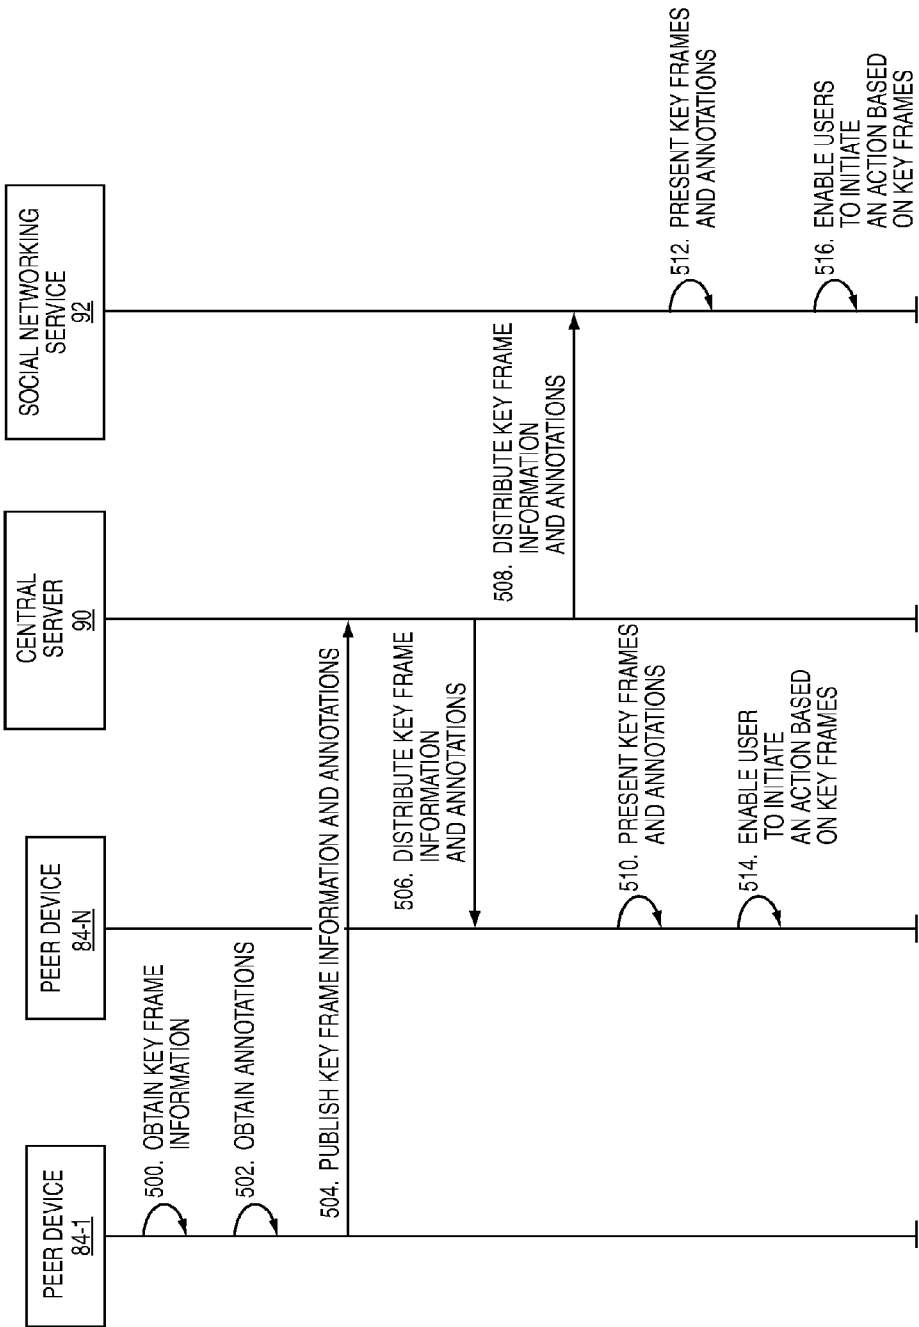 PEER DEVICE
84-1
PEER DEVICE
84-N
CENTRAL
SERVER
90
SOCIAL NETWORKING
SERVICE
92
500. OBTAIN KEY FRAME
INFORMATION
502. OBTAIN ANNOTATIONS
504. PUBLISH KEY FRAME INFORMATION AND ANNOTATIONS
506. DISTRIBUTE KEY FRAME
INFORMATION
AND ANNOTATIONS
508. DISTRIBUTE KEY FRAME
INFORMATION
AND ANNOTATIONS
510. PRESENT KEY FRAMES
AND ANNOTATIONS
512. PRESENT KEY FRAMES
AND ANNOTATIONS
514. ENABLE USER
TO INITIATE
AN ACTION BASED
ON KEY FRAMES
516. ENABLE USERS
TO INITIATE
AN ACTION BASED
ON KEY FRAMES